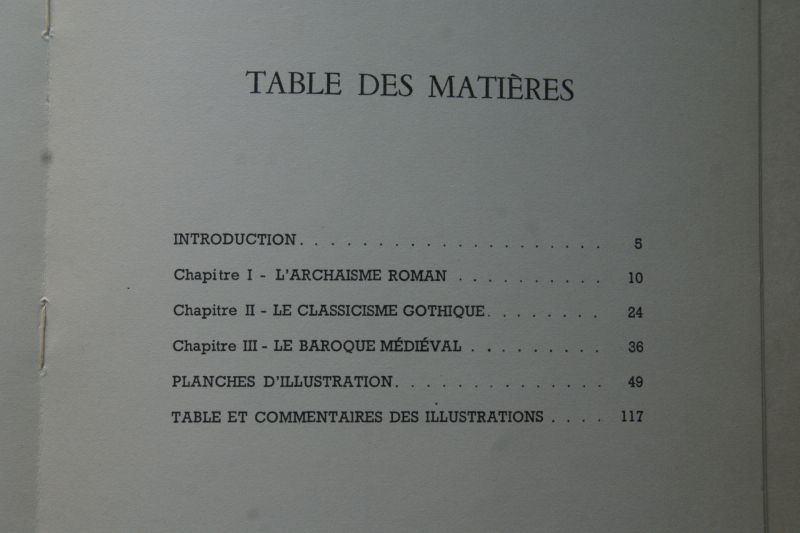 TABLE DES MATIÈRES
INTRODUCTION. . . . . . . . . . . . . . . . . . . . . 5
Chapitre I - L'ARCHAISME ROMAN . . . . . . . . . . 10
Chapitre II - LE CLASSICISME GOTHIQUE. . . . . . . . 24
Chapitre III - LE BAROQUE MÉDIÉVAL . . . . . . . . . 36
PLANCHES D'ILLUSTRATION. . . . . . . . . . . . . . 49
TABLE ET COMMENTAIRES DES ILLUSTRATIONS . . . . 117